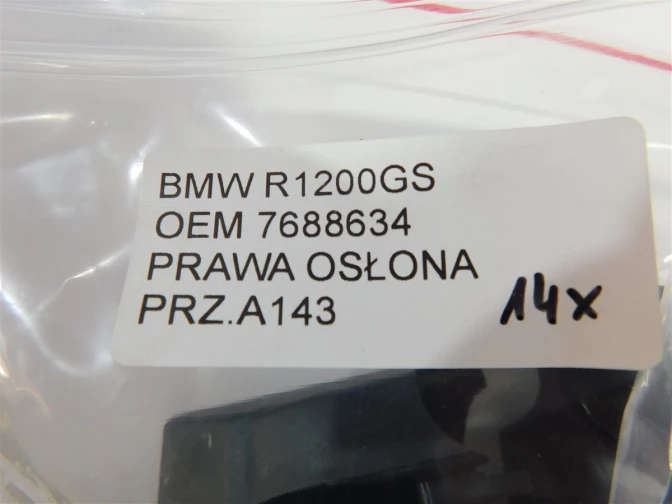 BMW R1200GS
OEM 7688634
PRAWA OSŁONA
PRZ.A143
14x